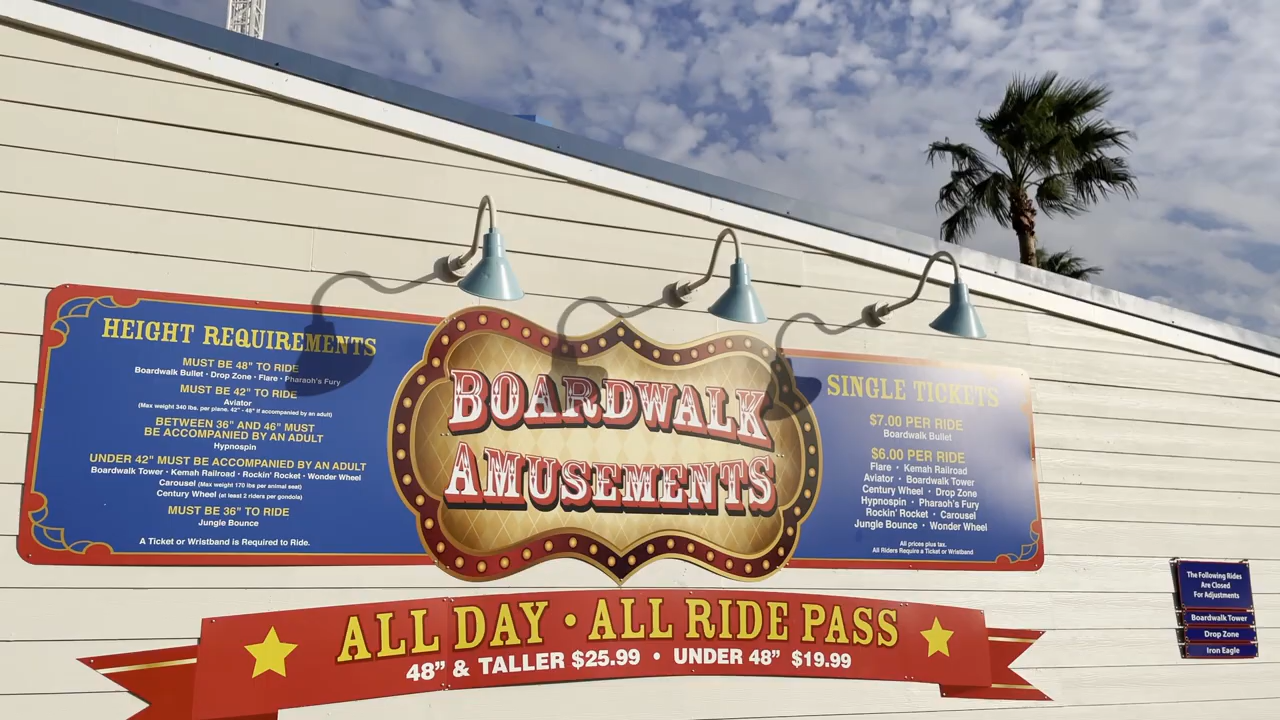 HEIGHT REQUIREMENTS
MUST BE 48" TO RIDE
Boardwalk Bullet • Drop Zone • Flare • Pharaoh's Fury
MUST BE 42" TO RIDE
Aviator
(Max weight 340 lbs. per plane. 42" - 48" if accompanied by an adult)
BETWEEN 36" AND 46" MUST
BE ACCOMPANIED BY AN ADULT
Hypnospin
UNDER 42" MUST BE ACCOMPANIED BY AN ADULT
Boardwalk Tower • Kemah Railroad • Rockin' Rocket • Wonder Wheel
Carousel (Max weight 170 lbs per animal seat)
Century Wheel (at least 2 riders per gondola)
MUST BE 36" TO RIDE
Jungle Bounce
A Ticket or Wristband is Required to Ride.
BOARDWALK
AMUSEMENTS
SINGLE TICKETS
$7.00 PER RIDE
Boardwalk Bullet
$6.00 PER RIDE
Flare • Kemah Railroad
Aviator • Boardwalk Tower
Century Wheel • Drop Zone
Hypnospin • Pharaoh's Fury
Rockin' Rocket • Carousel
Jungle Bounce • Wonder Wheel
All prices plus tax.
All Riders Require a Ticket or Wristband
ALL DAY • ALL RIDE PASS
48" & TALLER $25.99 • UNDER 48" $19.99
The Following Rides
Are Closed
For Adjustments
Boardwalk Tower
Drop Zone
Iron Eagle